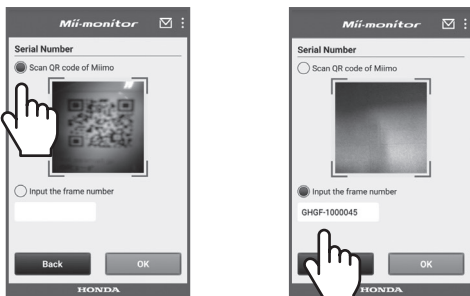 Mii-monitor
Serial Number
Scan QR code of Miimo
Input the frame number
Back
OK
HONDA
Mii-monitor
Serial Number
Scan QR code of Miimo
Input the frame number
GHGF-1000045
OK
HONDA